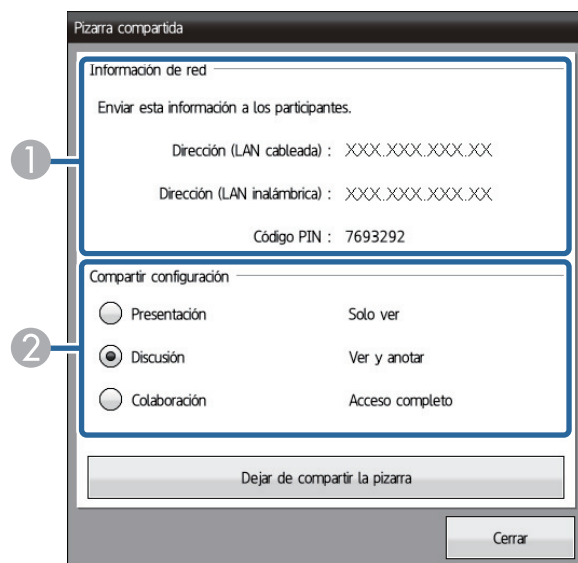 Pizarra compartida
Información de red
Enviar esta información a los participantes.
1
Dirección (LAN cableada) : XXX.XXX.XXX.XX
Dirección (LAN inalámbrica) : XXX.XXX.XXX.XX
Código PIN : 7693292
Compartir configuración
Presentación Solo ver
2
Discusión Ver y anotar
Colaboración Acceso completo
Dejar de compartir la pizarra
Cerrar